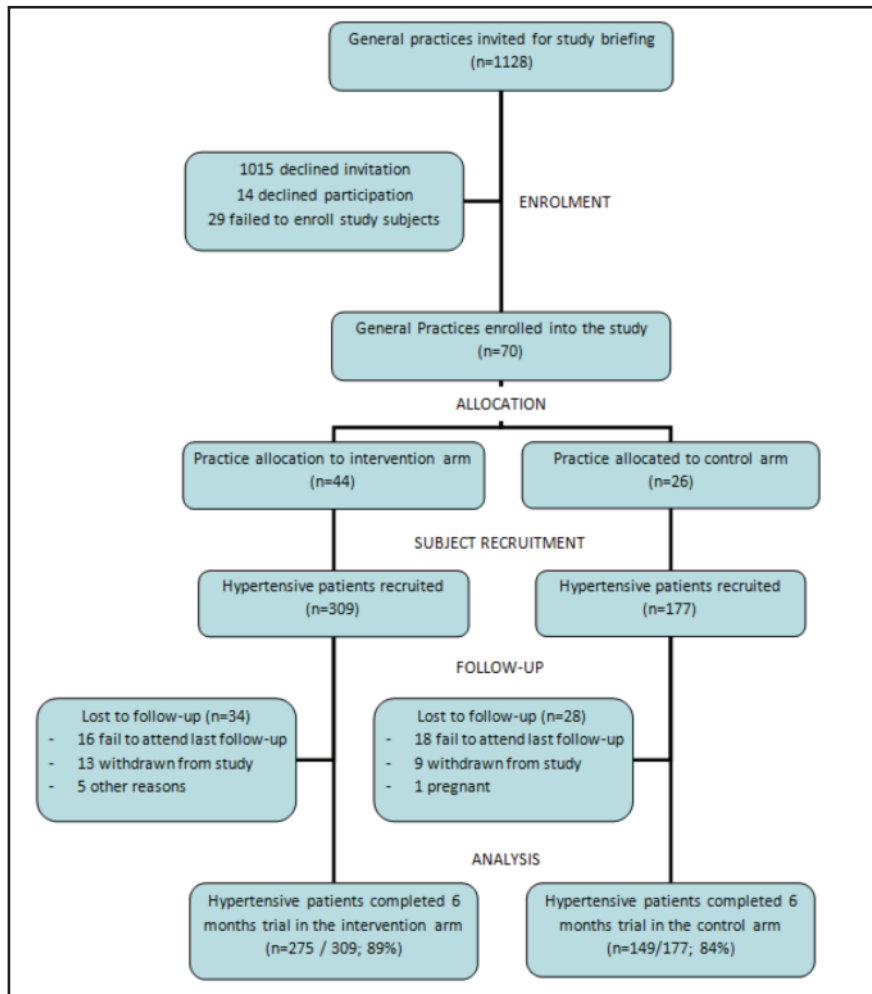 General practices invited for study briefing
(n=1128)
1015 declined invitation
14 declined participation
29 failed to enroll study subjects
ENROLMENT
General Practices enrolled into the study
(n=70)
ALLOCATION
Practice allocation to intervention arm
(n=44)
Practice allocated to control arm
(n=26)
SUBJECT RECRUITMENT
Hypertensive patients recruited
(n=309)
Hypertensive patients recruited
(n=177)
FOLLOW-UP
Lost to follow-up (n=34)
- 16 fail to attend last follow-up
- 13 withdrawn from study
- 5 other reasons
Lost to follow-up (n=28)
- 18 fail to attend last follow-up
- 9 withdrawn from study
- 1 pregnant
ANALYSIS
Hypertensive patients completed 6
months trial in the intervention arm
(n=275 / 309; 89%)
Hypertensive patients completed 6
months trial in the control arm
(n=149/177; 84%)